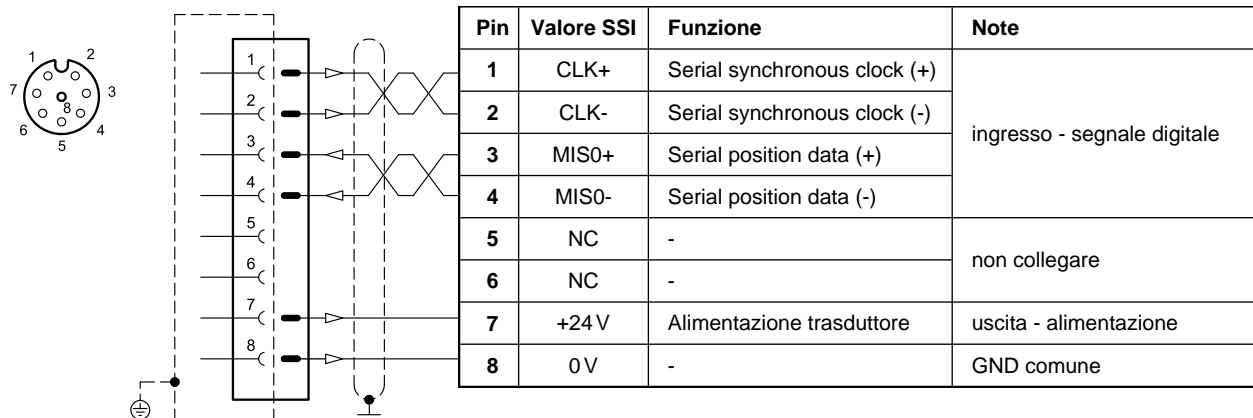 1
2
3
4
5
6
7
8
1
2
3
4
5
6
7
8
Pin Valore SSI Funzione Note
1 CLK+ Serial synchronous clock (+) ingresso - segnale digitale
2 CLK- Serial synchronous clock (-)
3 MIS0+ Serial position data (+)
4 MIS0- Serial position data (-)
5 NC - non collegare
6 NC -
7 +24 V Alimentazione trasduttore uscita - alimentazione
8 0 V - GND comune